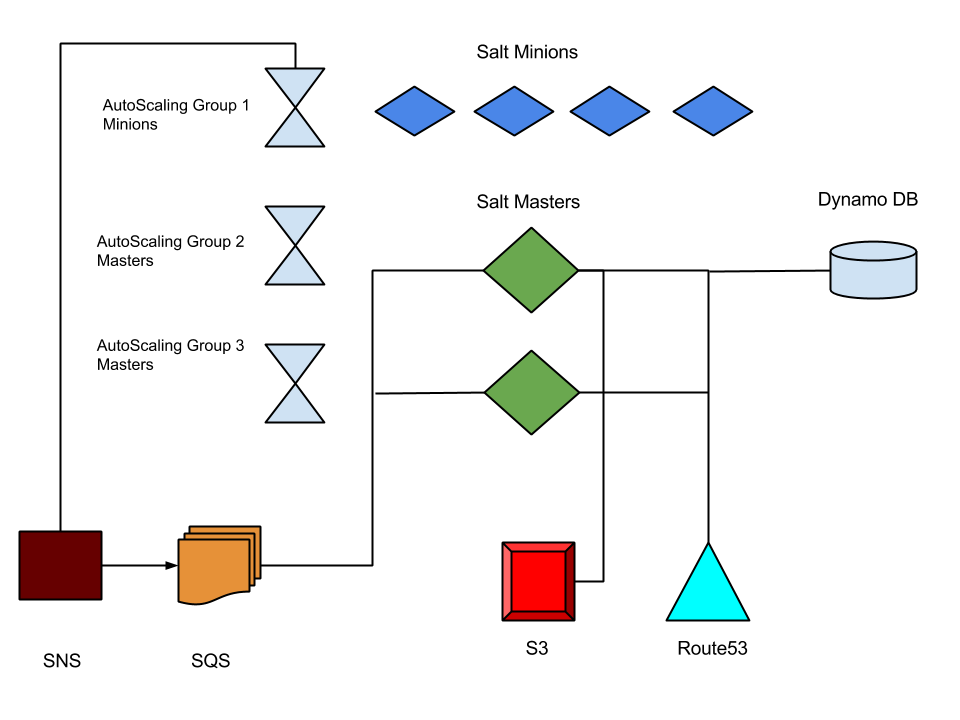 Salt Minions
AutoScaling Group 1
Minions
Salt Masters
Dynamo DB
AutoScaling Group 2
Masters
AutoScaling Group 3
Masters
S3
Route53
SNS
SQS